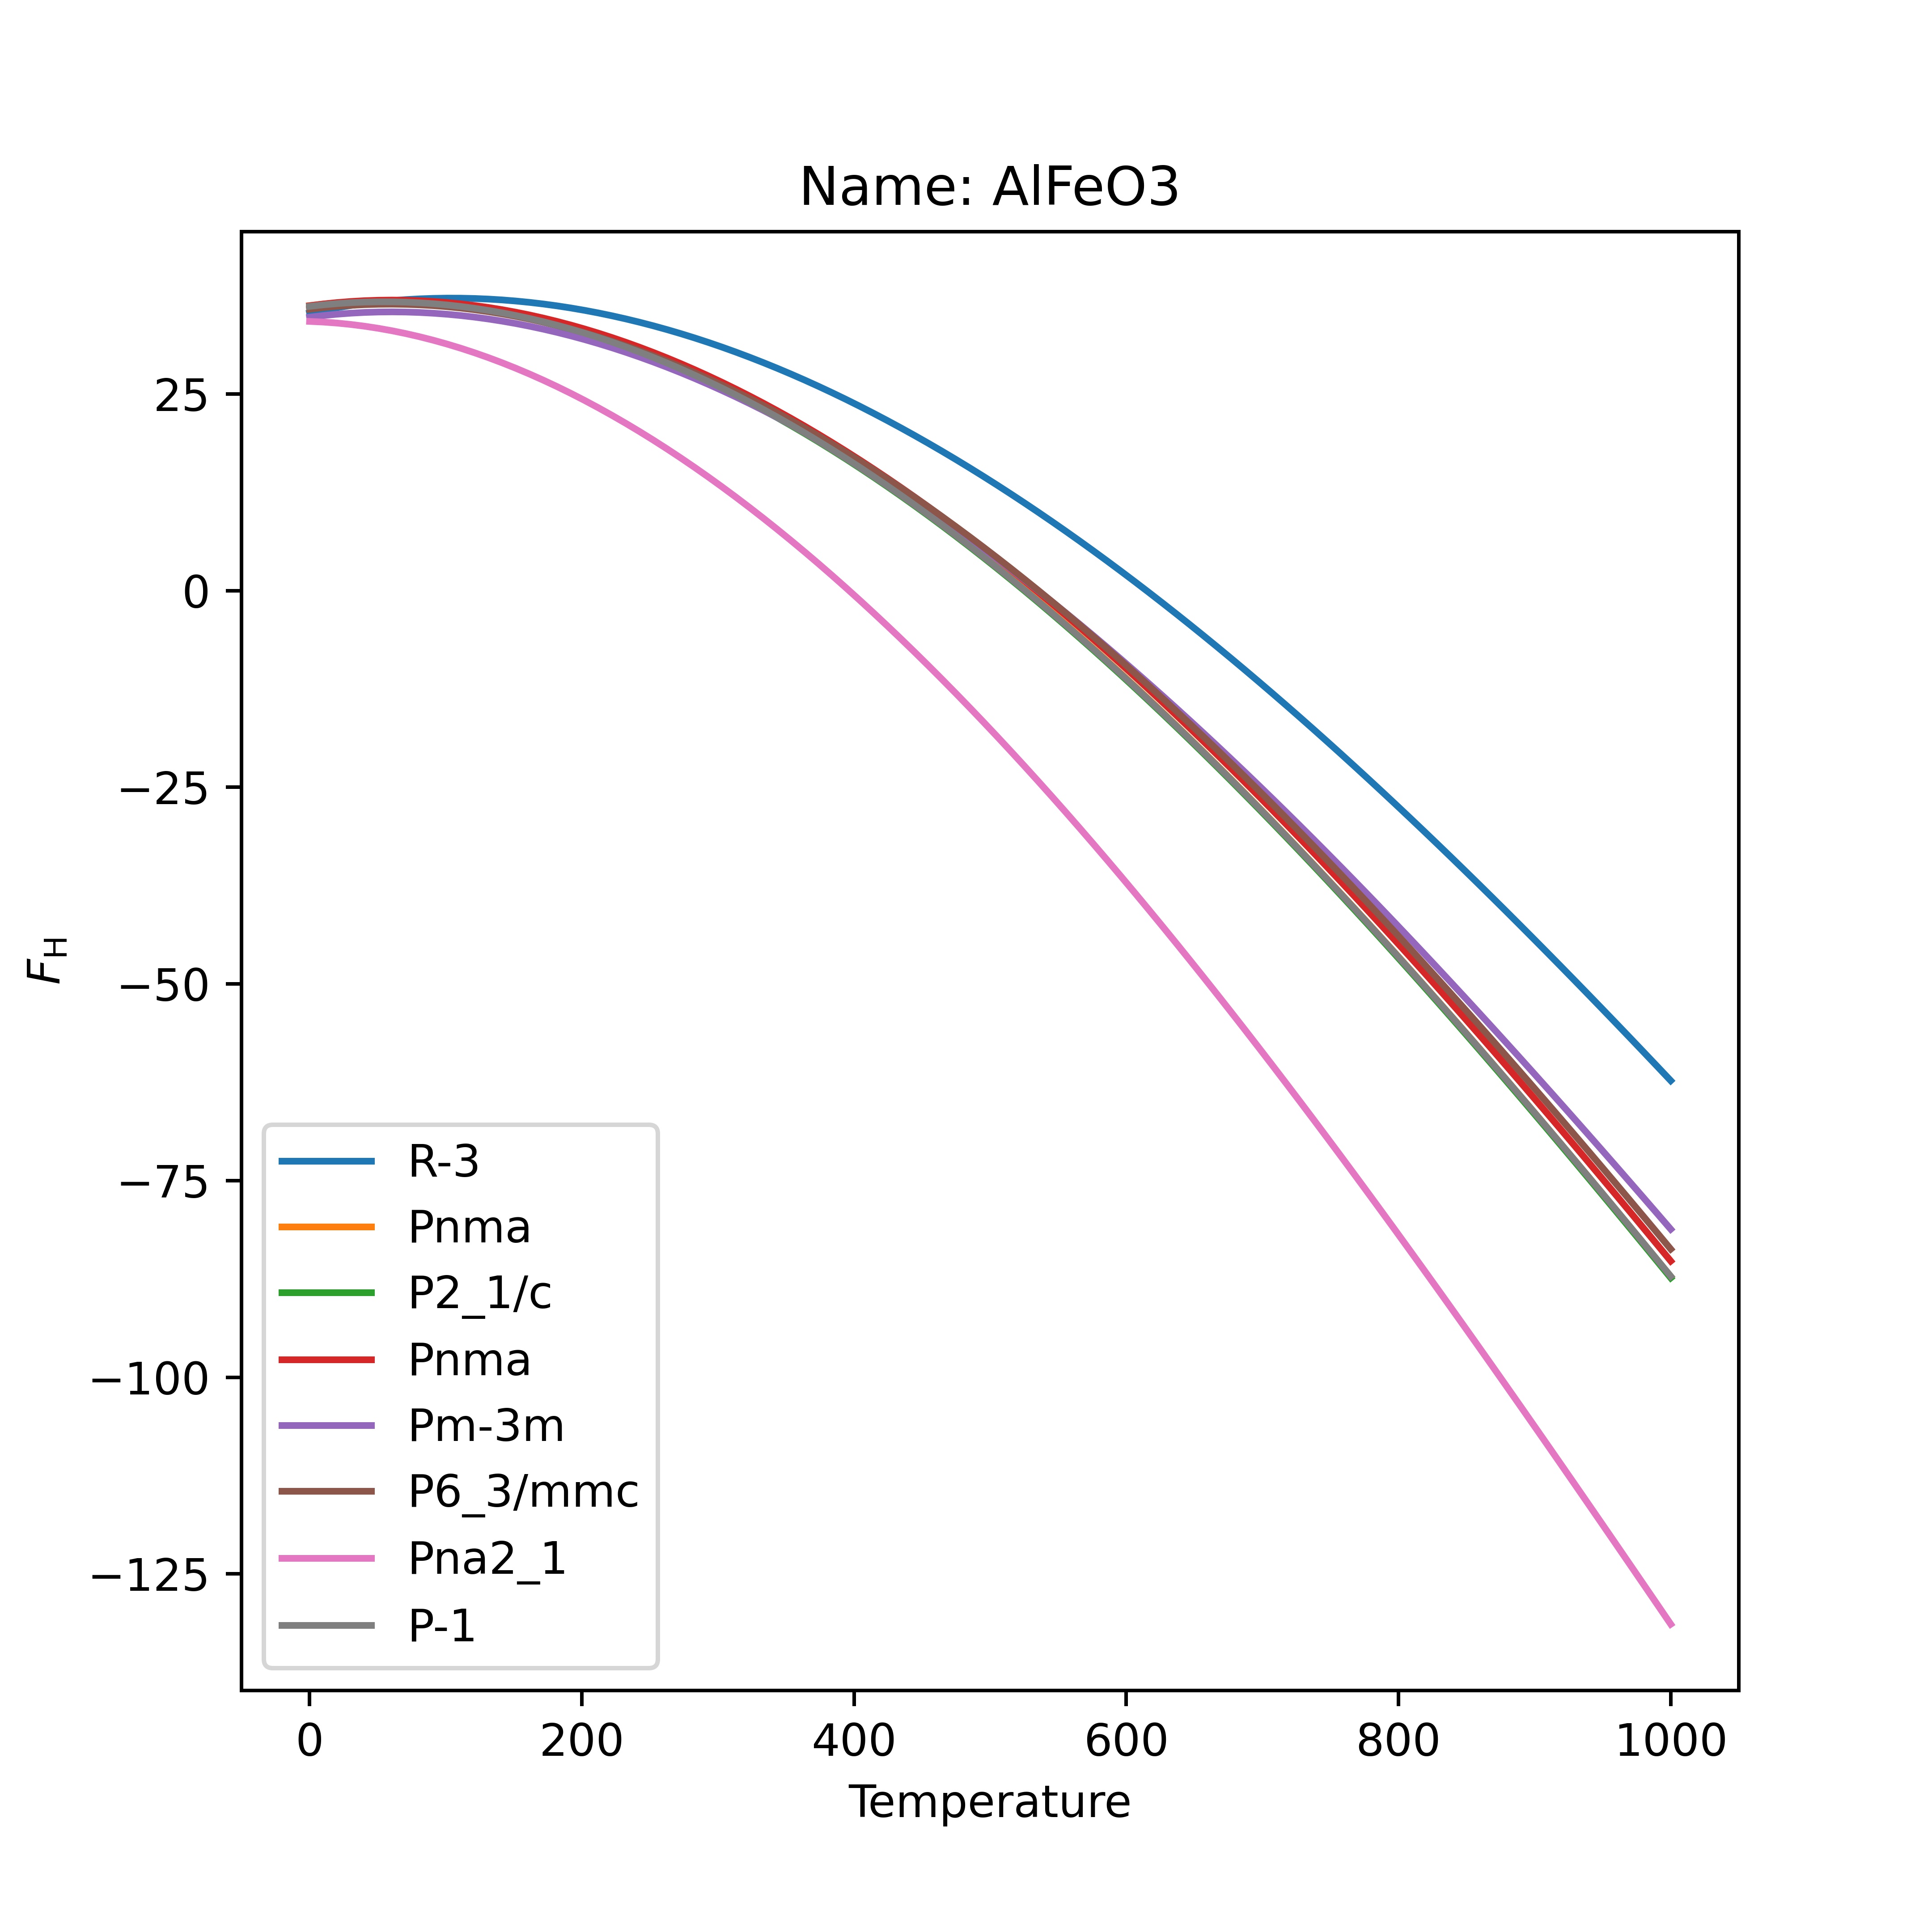 Name: AlFeO3
25
0
−25
−50
−75
−100
−125
F_H
R-3
Pnma
P2_1/c
Pnma
Pm-3m
P6_3/mmc
Pna2_1
P-1
0 200 400 600 800 1000
Temperature